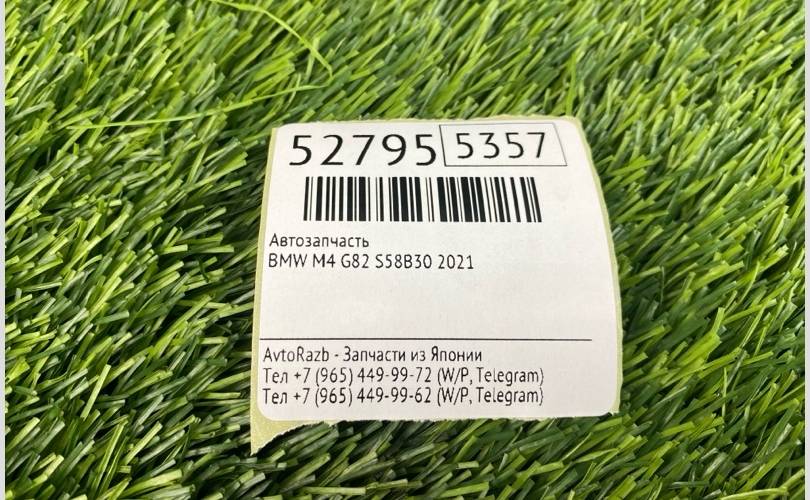 52795 5357
Автозапчасть
BMW M4 G82 S58B30 2021
AvtoRazb - Запчасти из Японии
Тел +7 (965) 449-99-72 (W/P, Telegram)
Тел +7 (965) 449-99-62 (W/P, Telegram)